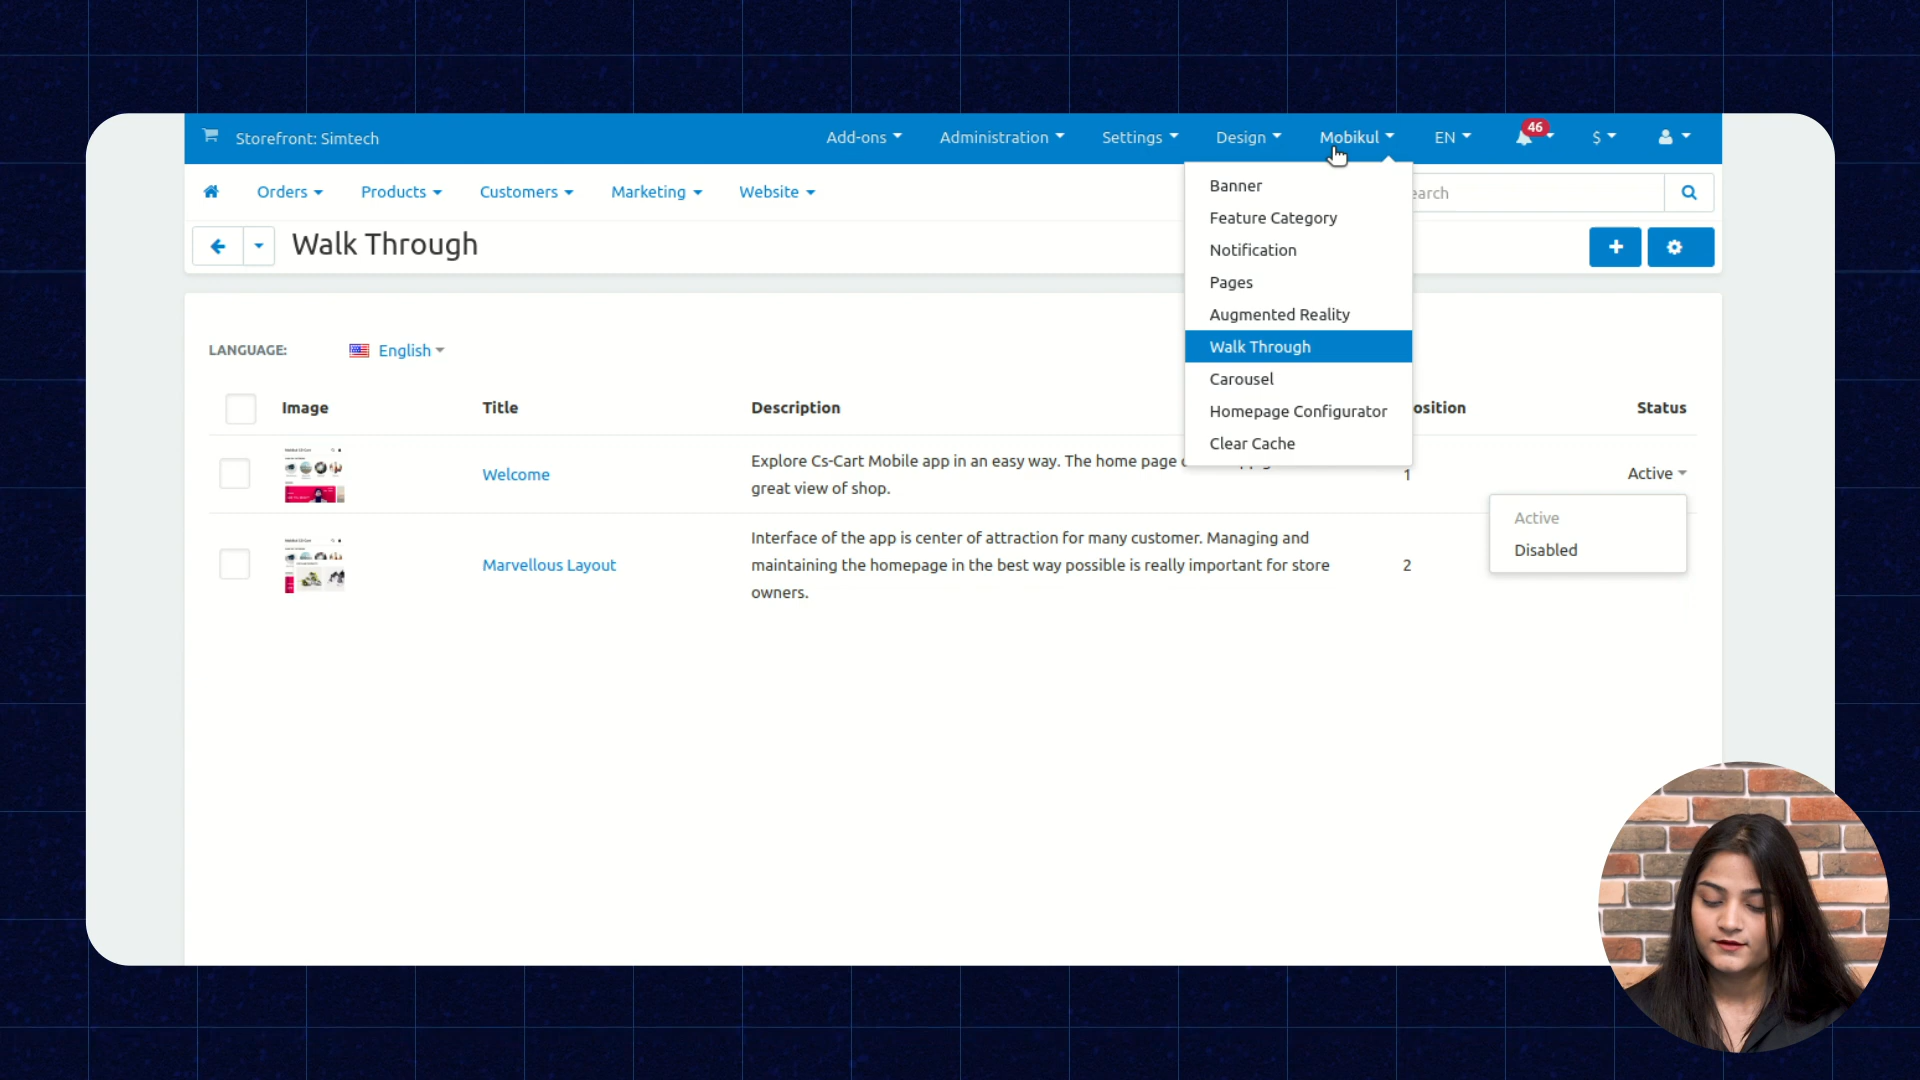 Storefront: Simtech
Add-ons
Administration
Settings
Design
Mobikul
EN
46
$
Orders
Products
Customers
Marketing
Website
Banner
Feature Category
Notification
Pages
Augmented Reality
Walk Through
Carousel
Homepage Configurator
Clear Cache
earch
Walk Through
LANGUAGE:
English
Image
Title
Description
osition
Status
Welcome
Explore Cs-Cart Mobile app in an easy way. The home page
great view of shop.
1
Active
Active
Disabled
Marvellous Layout
Interface of the app is center of attraction for many customer. Managing and
maintaining the homepage in the best way possible is really important for store
owners.
2